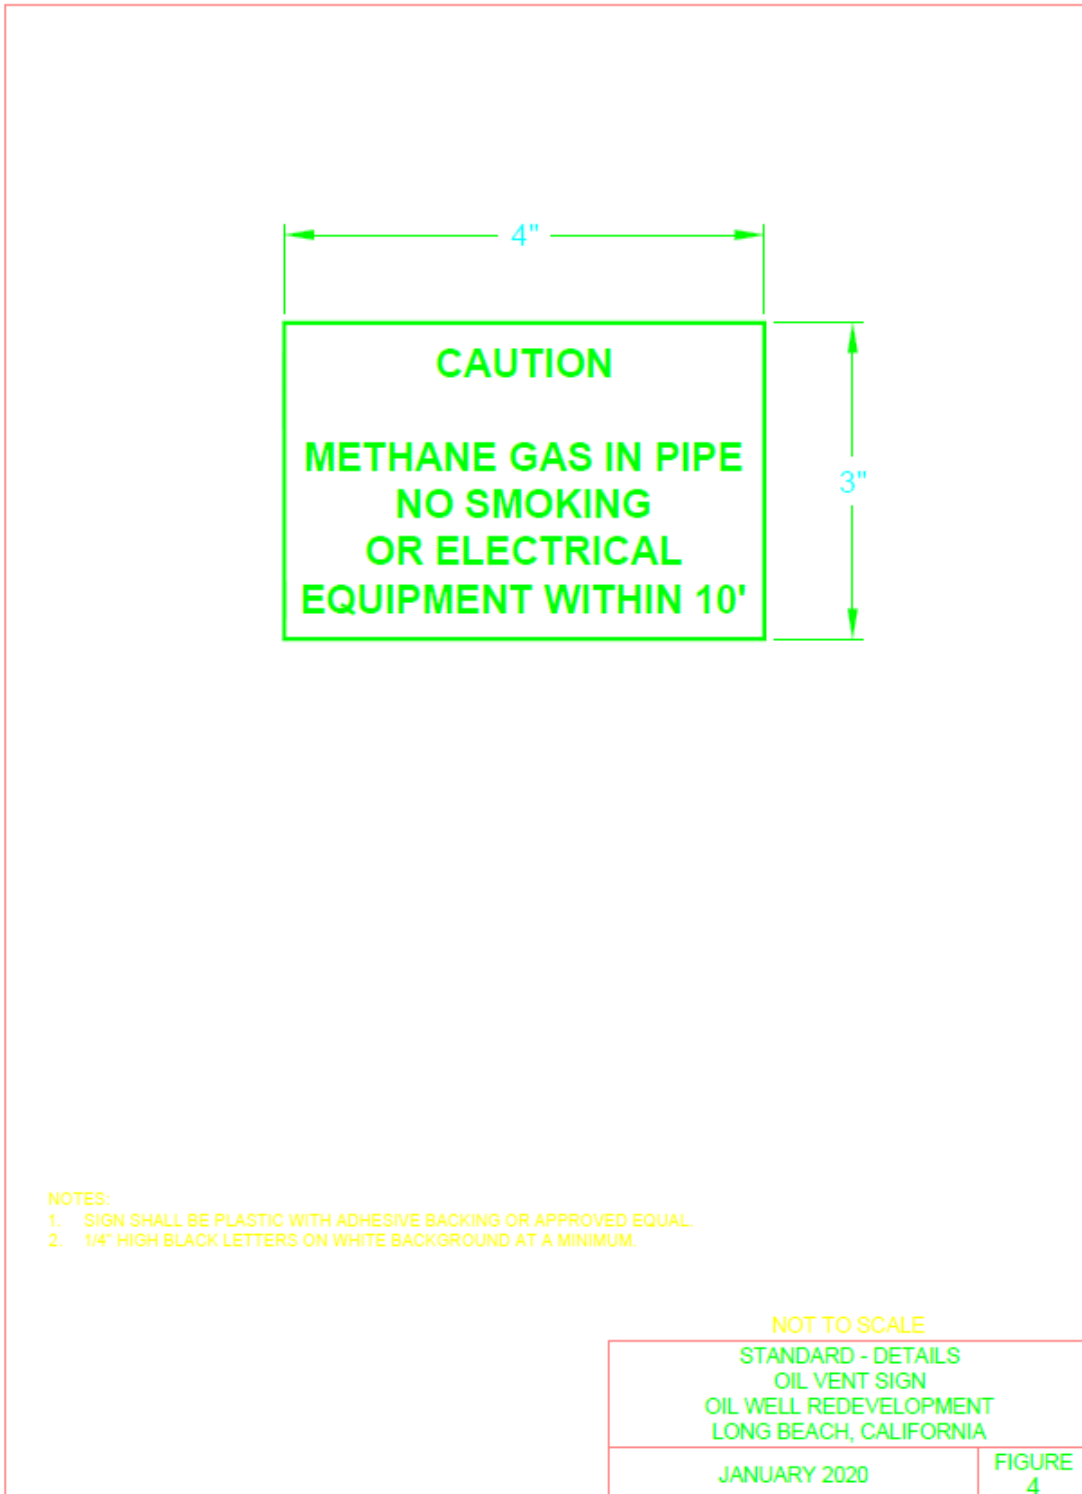 4"
CAUTION
METHANE GAS IN PIPE
NO SMOKING
OR ELECTRICAL
EQUIPMENT WITHIN 10'
3"
NOTES:
1. SIGN SHALL BE PLASTIC WITH ADHESIVE BACKING OR APPROVED EQUAL.
2. 1/4" HIGH BLACK LETTERS ON WHITE BACKGROUND AT A MINIMUM.
NOT TO SCALE
STANDARD - DETAILS
OIL VENT SIGN
OIL WELL REDEVELOPMENT
LONG BEACH, CALIFORNIA
JANUARY 2020
FIGURE
4